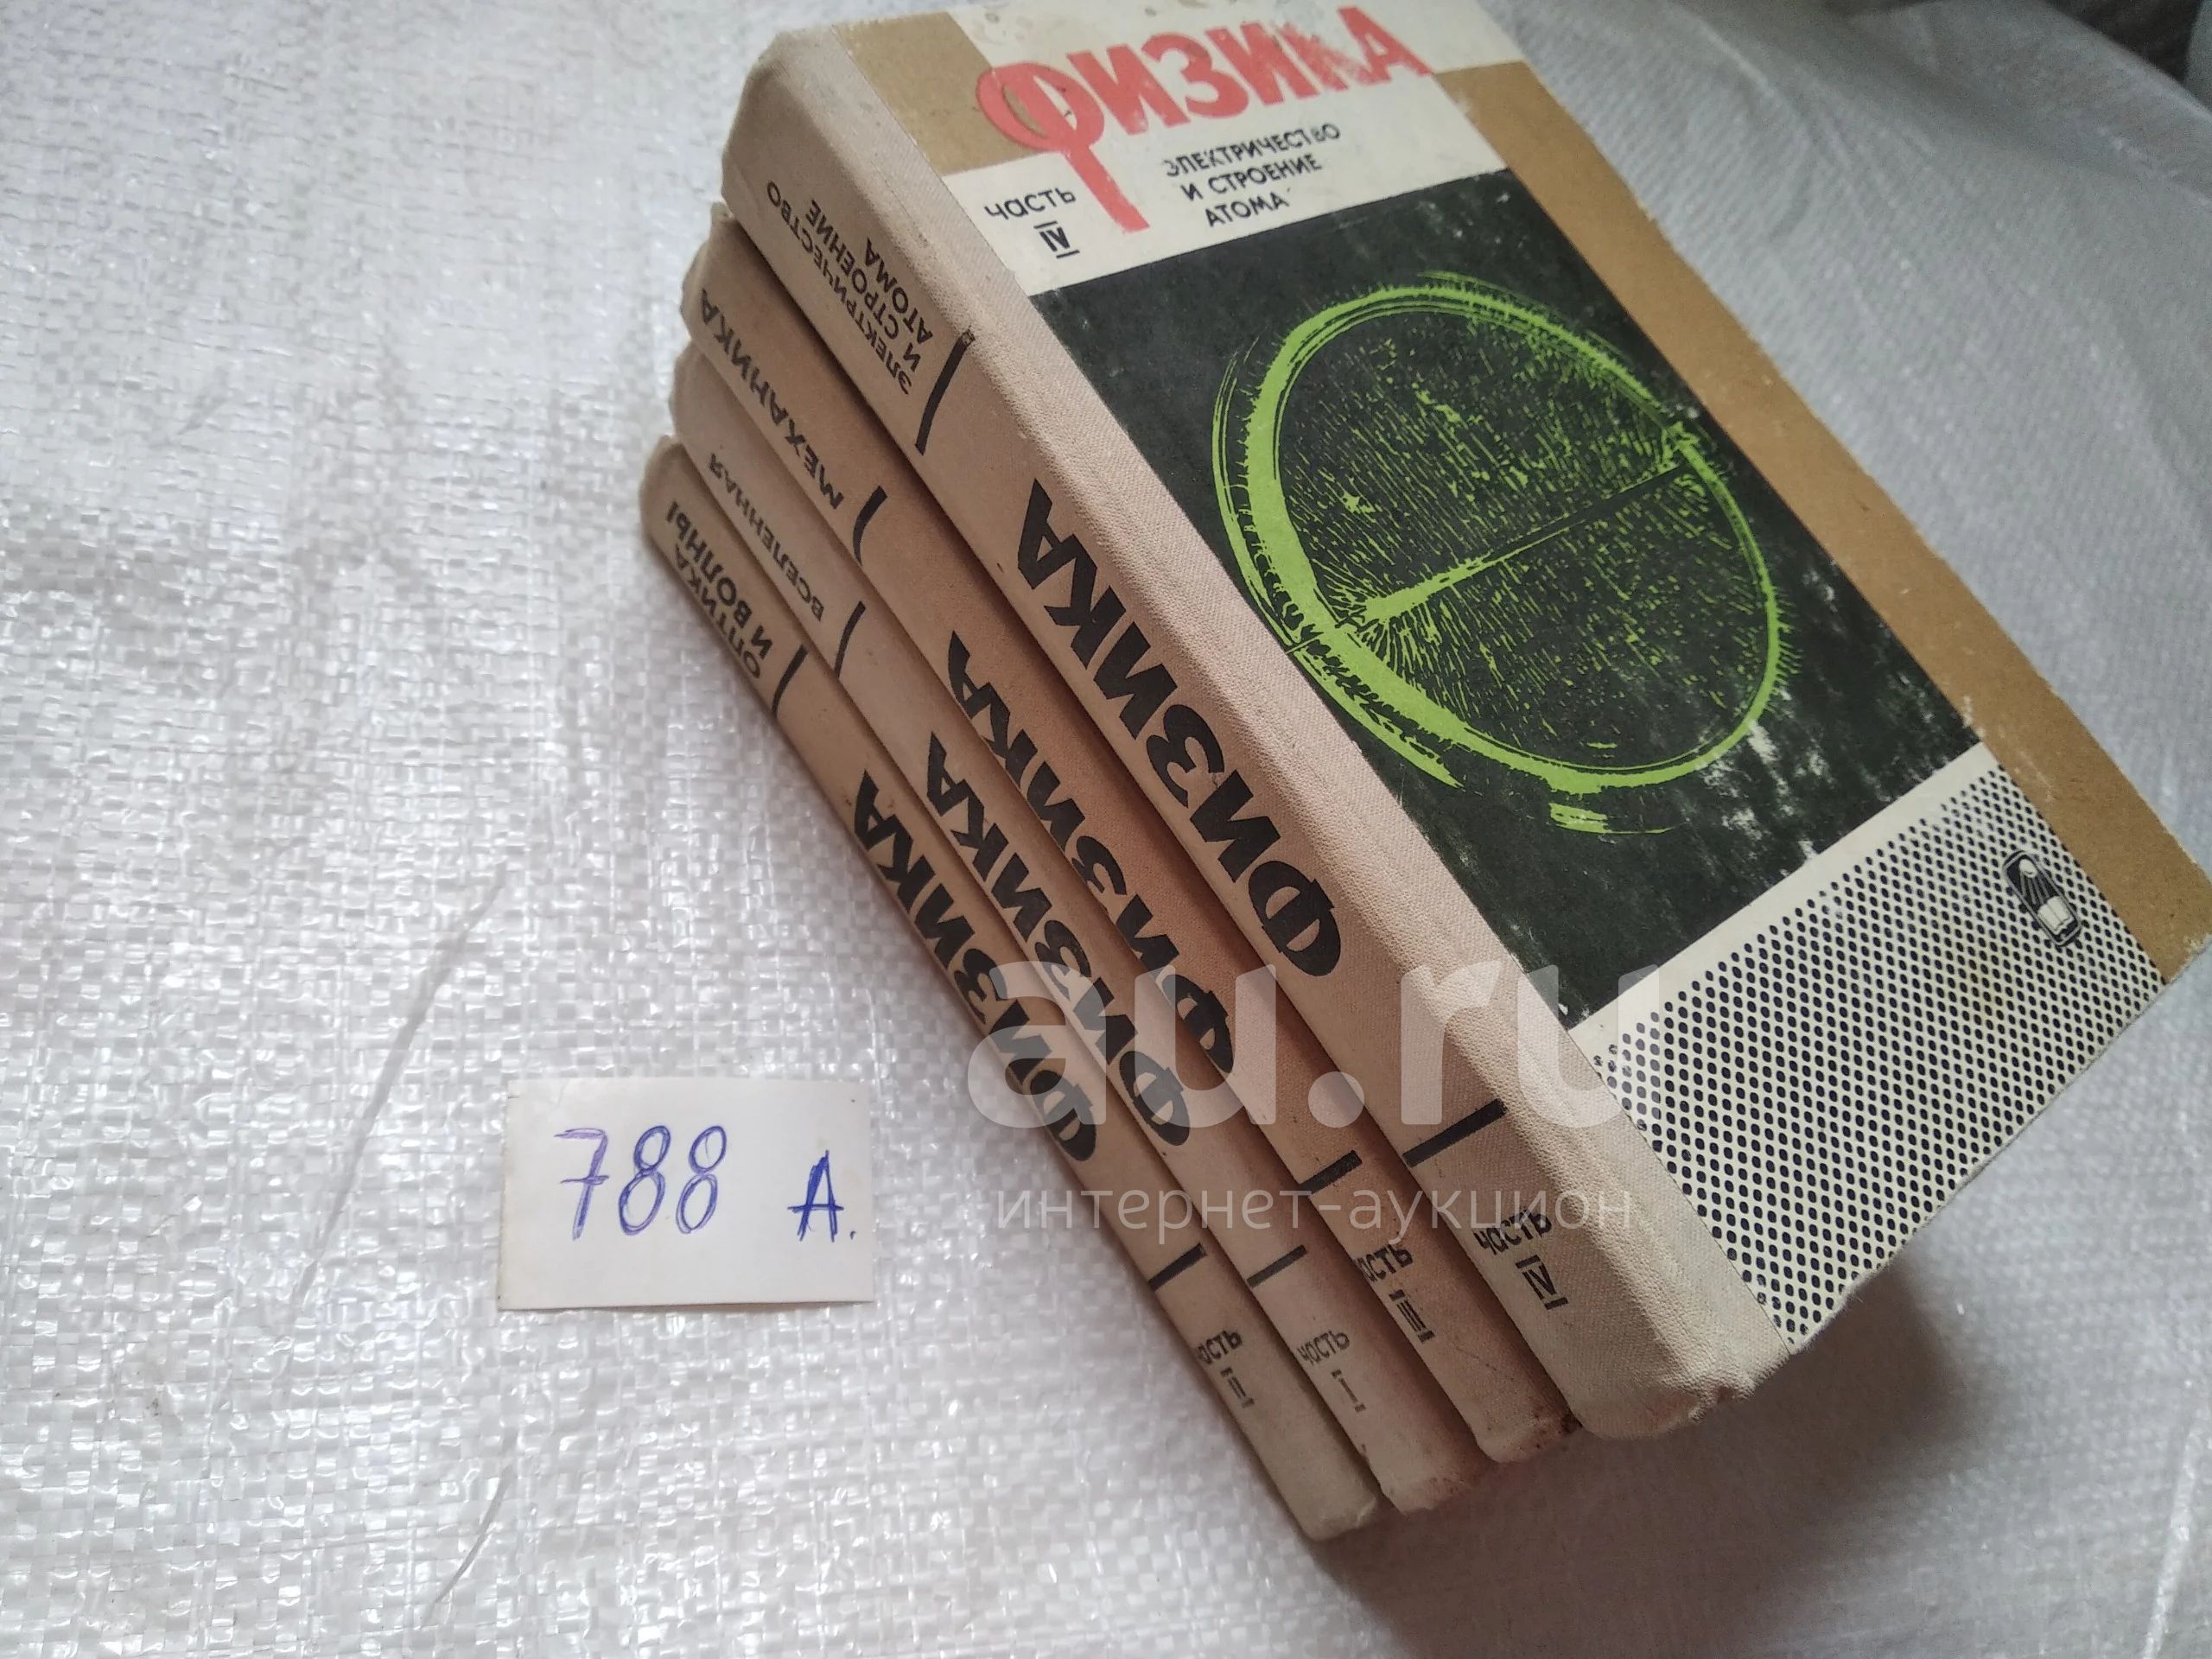 ФИЗИКА
часть
IV
ЭЛЕКТРИЧЕСТВО
И СТРОЕНИЕ
АТОМА
ФИЗИКА
ЭЛЕКТРИЧЕСТВО
И СТРОЕНИЕ
АТОМА
часть
IV
ФИЗИКА
МЕХАНИКА
часть
III
ФИЗИКА
ВСЕЛЕННАЯ
часть
I
ФИЗИКА
ОПТИКА
И ВОЛНЫ
часть
II
788 А.
au.ru
интернет-аукцион